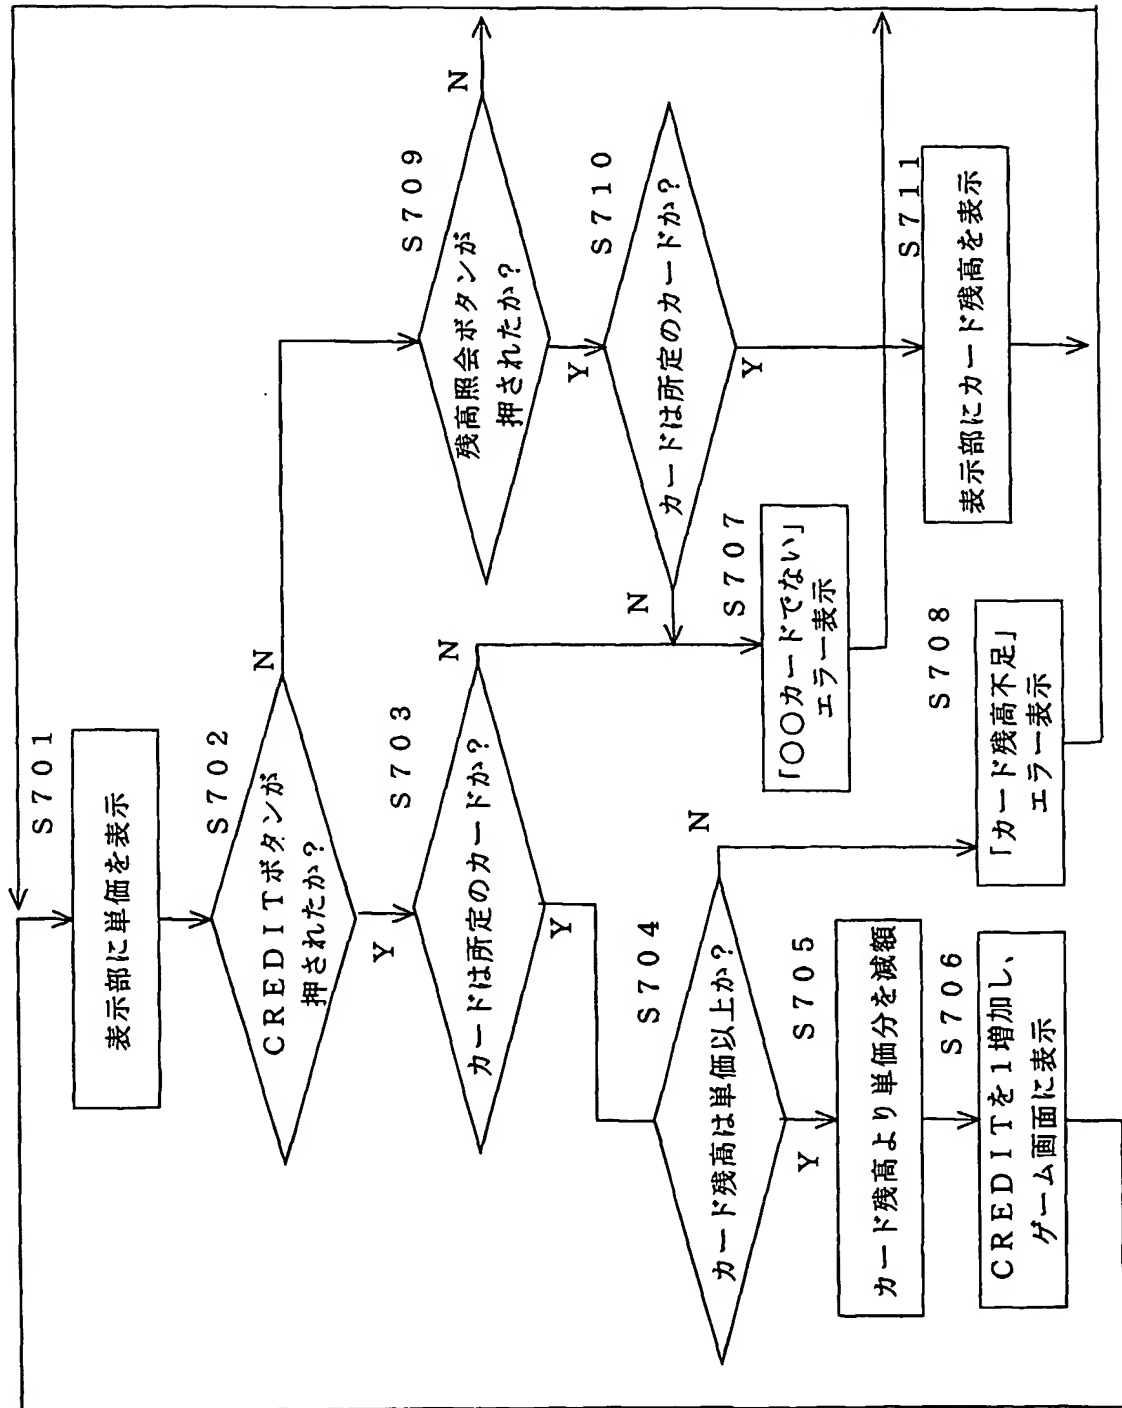 S701
表示部に単価を表示
S702
CREDITボタンが
押されたか?
N
Y
S703
カードは所定のカードか?
N
Y
S704
カード残高は単価以上か?
N
Y
S705
カード残高より単価分を減額
S706
CREDITを1増加し、
ゲーム画面に表示
S707
「○○カードでない」
エラー表示
S708
「カード残高不足」
エラー表示
S709
残高照会ボタンが
押されたか?
N
Y
S710
カードは所定のカードか?
N
Y
S711
表示部にカード残高を表示